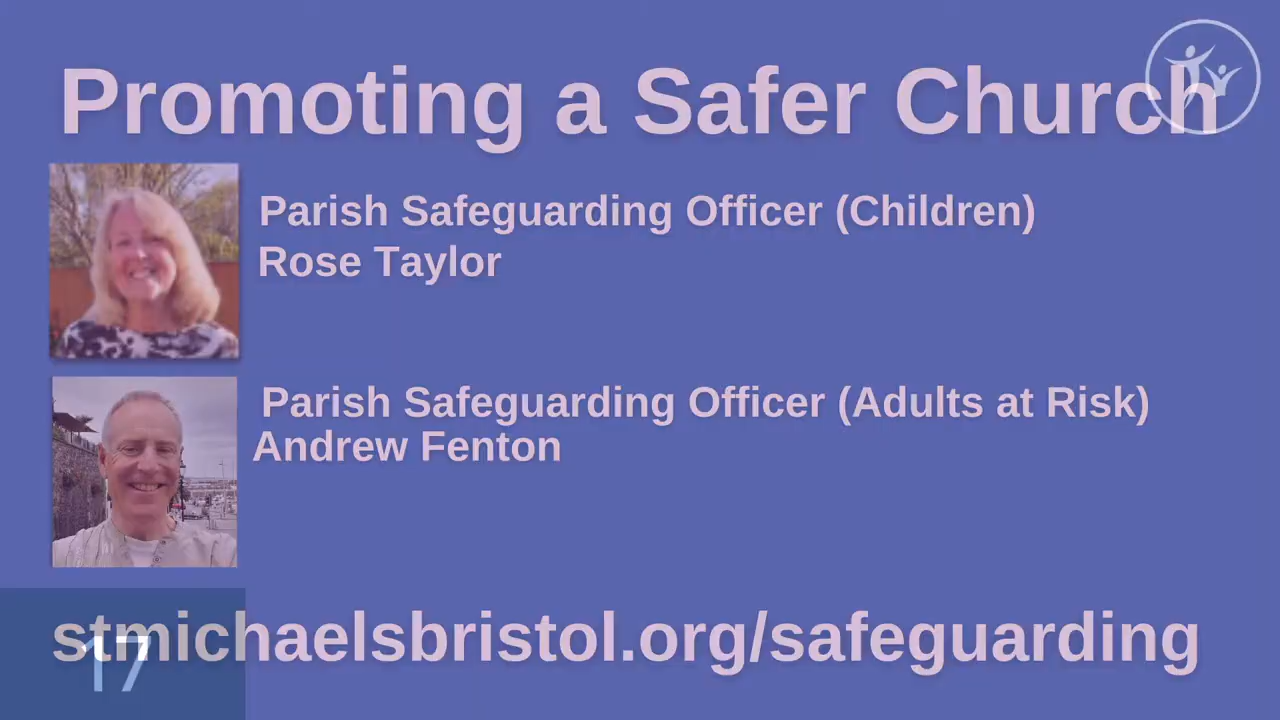 Promoting a Safer Church
Parish Safeguarding Officer (Children)
Rose Taylor
Parish Safeguarding Officer (Adults at Risk)
Andrew Fenton
stmichaelsbristol.org/safeguarding
17